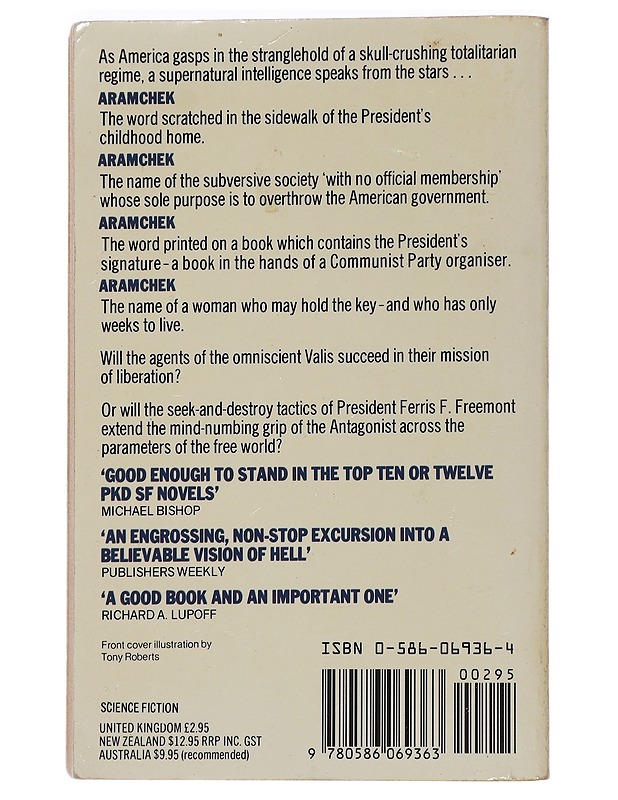 As America gasps in the stranglehold of a skull-crushing totalitarian
regime, a supernatural intelligence speaks from the stars . . .
ARAMCHEK
The word scratched in the sidewalk of the President's
childhood home.
ARAMCHEK
The name of the subversive society 'with no official membership'
whose sole purpose is to overthrow the American government.
ARAMCHEK
The word printed on a book which contains the President's
signature–a book in the hands of a Communist Party organiser.
ARAMCHEK
The name of a woman who may hold the key–and who has only
weeks to live.
Will the agents of the omniscient Valis succeed in their mission
of liberation?
Or will the seek-and-destroy tactics of President Ferris F. Freemont
extend the mind-numbing grip of the Antagonist across the
parameters of the free world?
'GOOD ENOUGH TO STAND IN THE TOP TEN OR TWELVE
PKD SF NOVELS'
MICHAEL BISHOP
'AN ENGROSSING, NON-STOP EXCURSION INTO A
BELIEVABLE VISION OF HELL'
PUBLISHERS WEEKLY
'A GOOD BOOK AND AN IMPORTANT ONE'
RICHARD A. LUPOFF
Front cover illustration by
Tony Roberts
SCIENCE FICTION
UNITED KINGDOM £2.95
NEW ZEALAND $12.95 RRP INC. GST
AUSTRALIA $9.95 (recommended)
ISBN 0-586-06936-4
00295
9 780586 069363